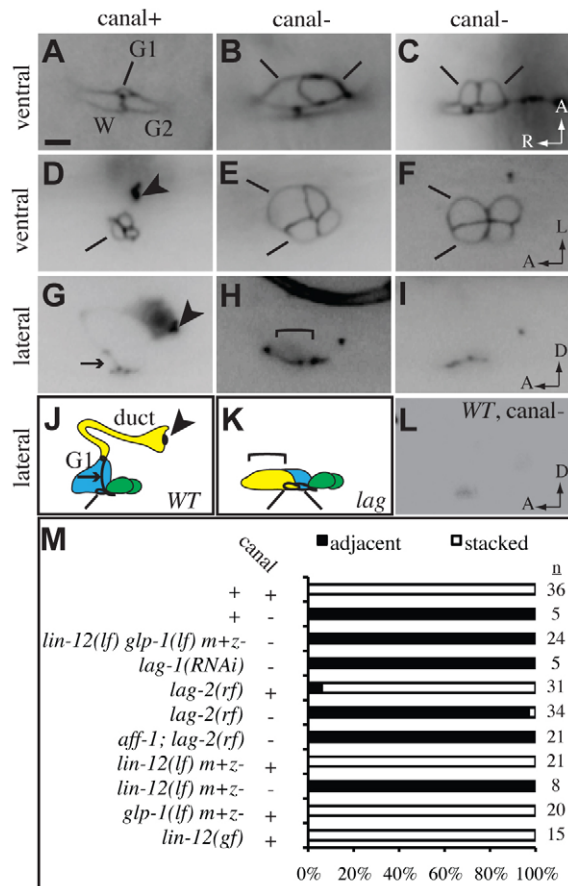 canal+ canal- canal-
ventral
A G1 W G2
B
C A R
ventral
D
E
F L A
lateral
G
H
I D A
lateral
J duct G1 WT
K lag
L WT, canal- D A
M canal adjacent stacked n
+ + 36
+ - 5
lin-12(lf) glp-1(lf) m+z- - 24
lag-1(RNAi) - 5
lag-2(rf) + 31
lag-2(rf) - 34
aff-1; lag-2(rf) - 21
lin-12(lf) m+z- + 21
lin-12(lf) m+z- - 8
glp-1(lf) m+z- + 20
lin-12(gf) + 15
0% 20% 40% 60% 80% 100%